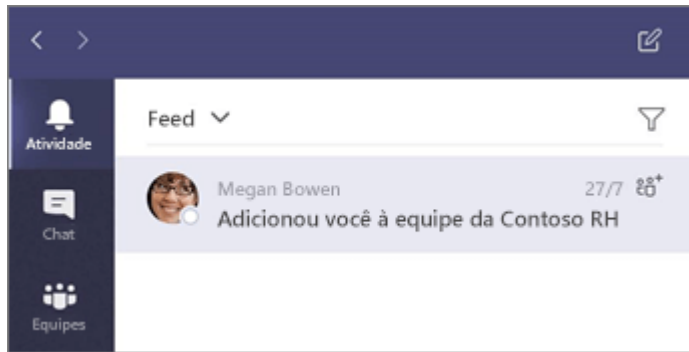 Atividade
Chat
Equipes
Feed
Megan Bowen 27/7
Adicionou você à equipe da Contoso RH